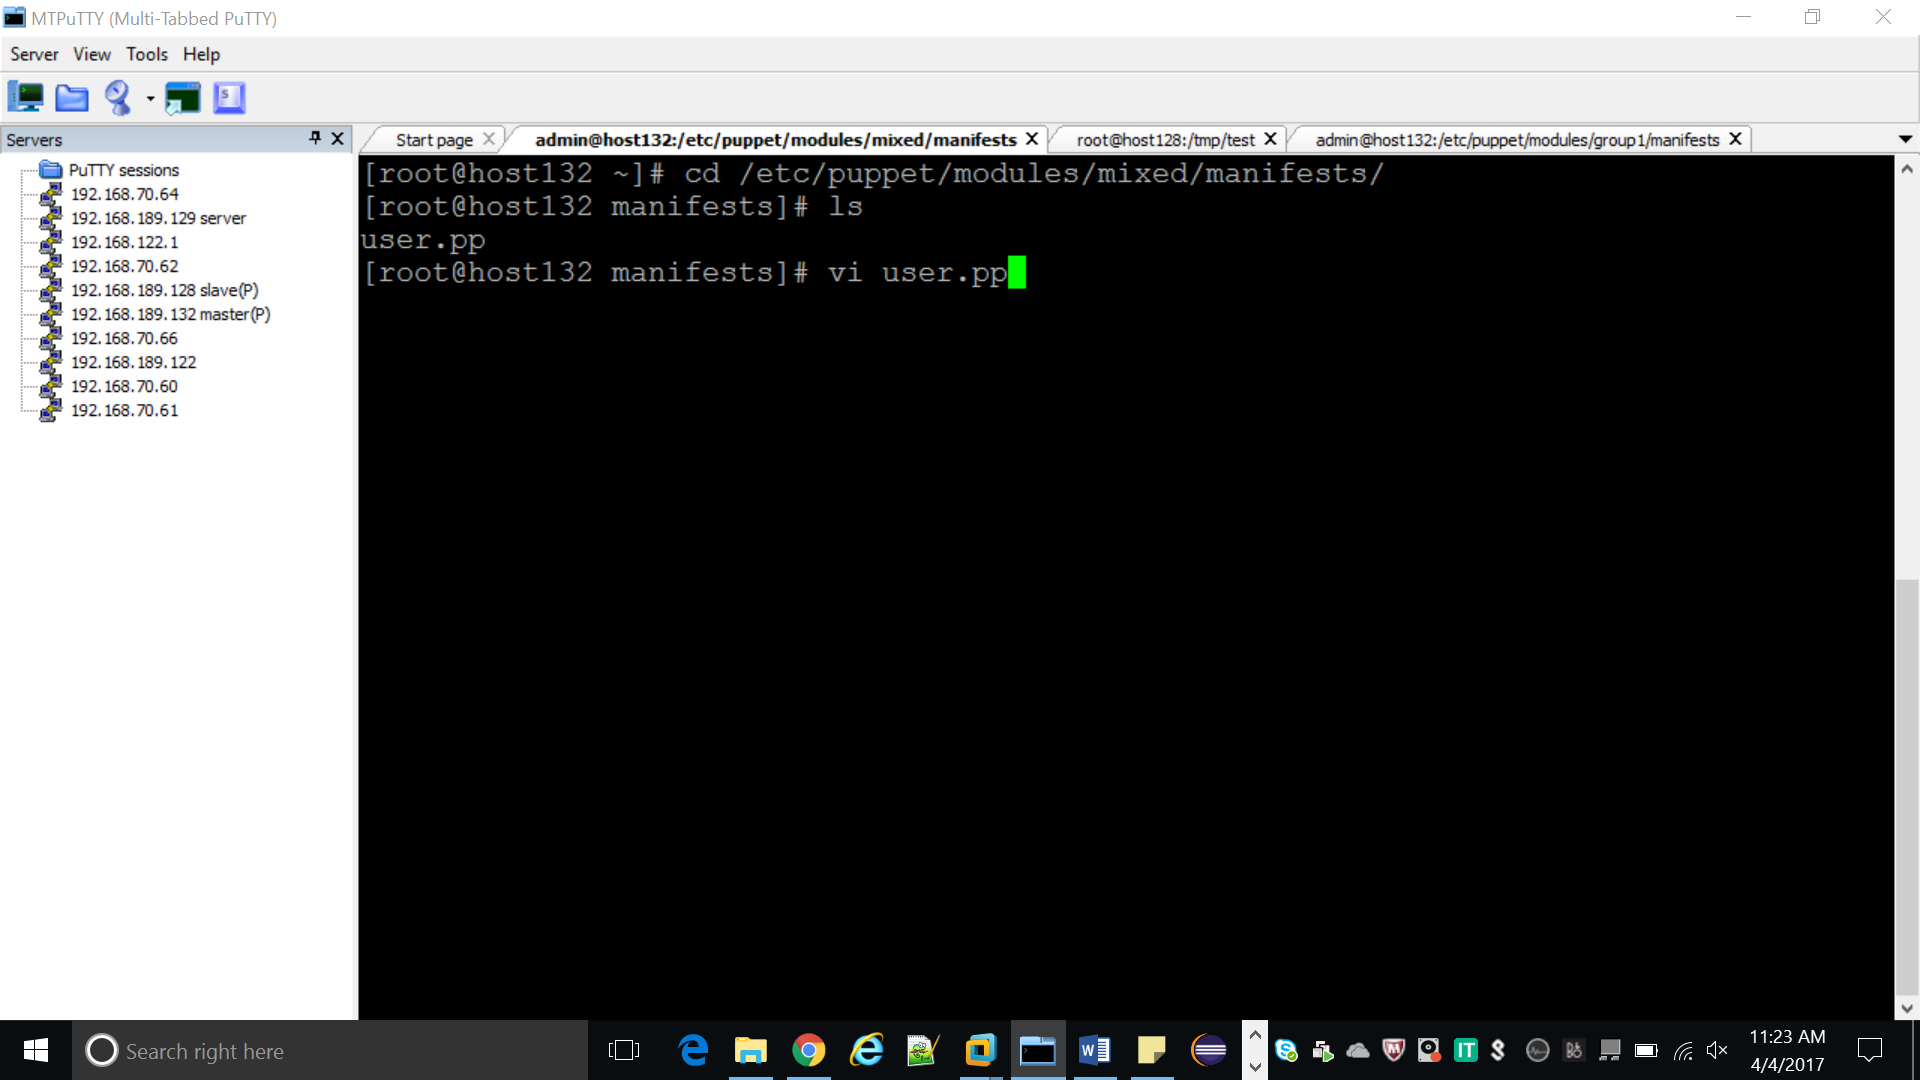 MTPuTTY (Multi-Tabbed PuTTY)
Server View Tools Help
Servers
Start page
admin@host132:/etc/puppet/modules/mixed/manifests
root@host128:/tmp/test
admin@host132:/etc/puppet/modules/group1/manifests
PuTTY sessions
192.168.70.64
192.168.189.129 server
192.168.122.1
192.168.70.62
192.168.189.128 slave(P)
192.168.189.132 master(P)
192.168.70.66
192.168.189.122
192.168.70.60
192.168.70.61
[root@host132 ~]# cd /etc/puppet/modules/mixed/manifests/
[root@host132 manifests]# ls
user.pp
[root@host132 manifests]# vi user.pp
Search right here
11:23 AM
4/4/2017